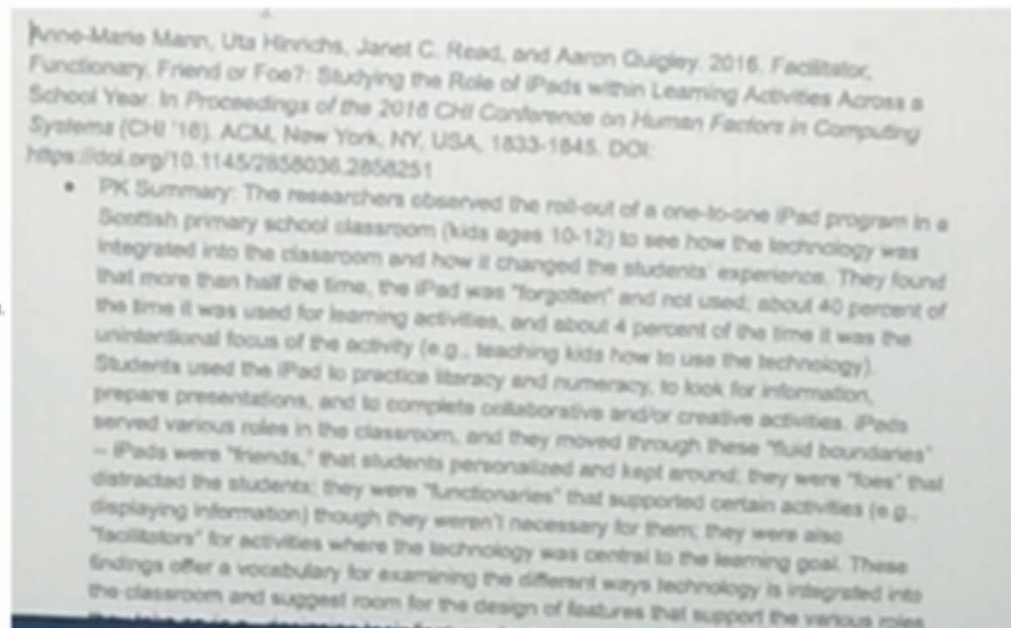 Anne-Marie Mann, Uta Hinrichs, Janet C. Read, and Aaron Quigley. 2016. Facilitator,
Functionary, Friend or Foe?: Studying the Role of iPads within Learning Activities Across a
School Year. In Proceedings of the 2016 CHI Conference on Human Factors in Computing
Systems (CHI '16). ACM, New York, NY, USA, 1833-1845. DOI:
https://doi.org/10.1145/2858036.2858251
• PK Summary: The researchers observed the roll-out of a one-to-one iPad program in a
Scottish primary school classroom (kids ages 10-12) to see how the technology was
integrated into the classroom and how it changed the students' experience. They found
that more than half the time, the iPad was "forgotten" and not used; about 40 percent of
the time it was used for learning activities, and about 4 percent of the time it was the
unintentional focus of the activity (e.g., teaching kids how to use the technology).
Students used the iPad to practice literacy and numeracy, to look for information,
prepare presentations, and to complete collaborative and/or creative activities. iPads
served various roles in the classroom, and they moved through these "fluid boundaries"
– iPads were "friends," that students personalized and kept around; they were "foes" that
distracted the students; they were "functionaries" that supported certain activities (e.g.,
displaying information) though they weren't necessary for them; they were also
"facilitators" for activities where the technology was central to the learning goal. These
findings offer a vocabulary for examining the different ways technology is integrated into
the classroom and suggest room for the design of features that support the various roles